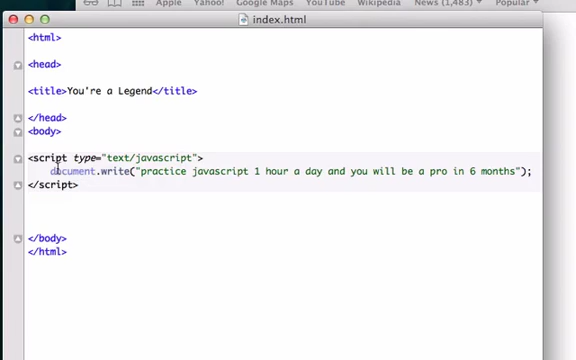 Apple Yahoo! Google Maps YouTube Wikipedia News (1,483) Popular
index.html
<html>
<head>
<title>You're a Legend</title>
</head>
<body>
<script type="text/javascript">
document.write("practice javascript 1 hour a day and you will be a pro in 6 months");
</script>
</body>
</html>